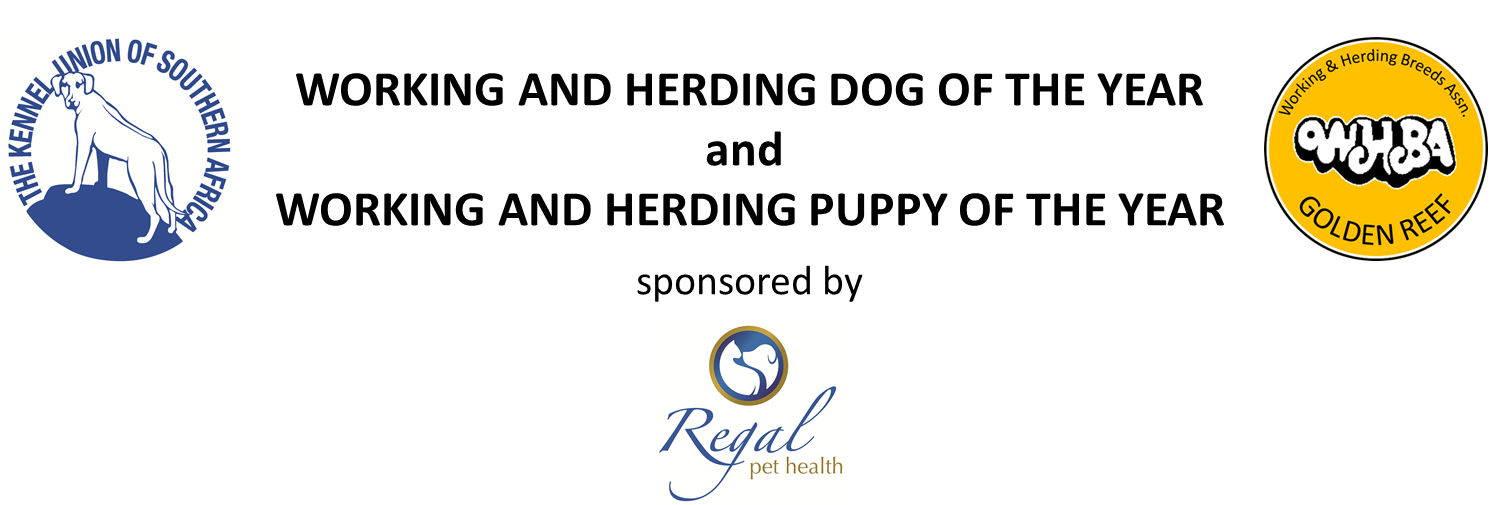 THE KENNEL UNION OF SOUTHERN AFRICA
WORKING AND HERDING DOG OF THE YEAR
and
WORKING AND HERDING PUPPY OF THE YEAR
sponsored by
Regal
pet health
Working & Herding Breeds Assn.
WHBA
GOLDEN REEF